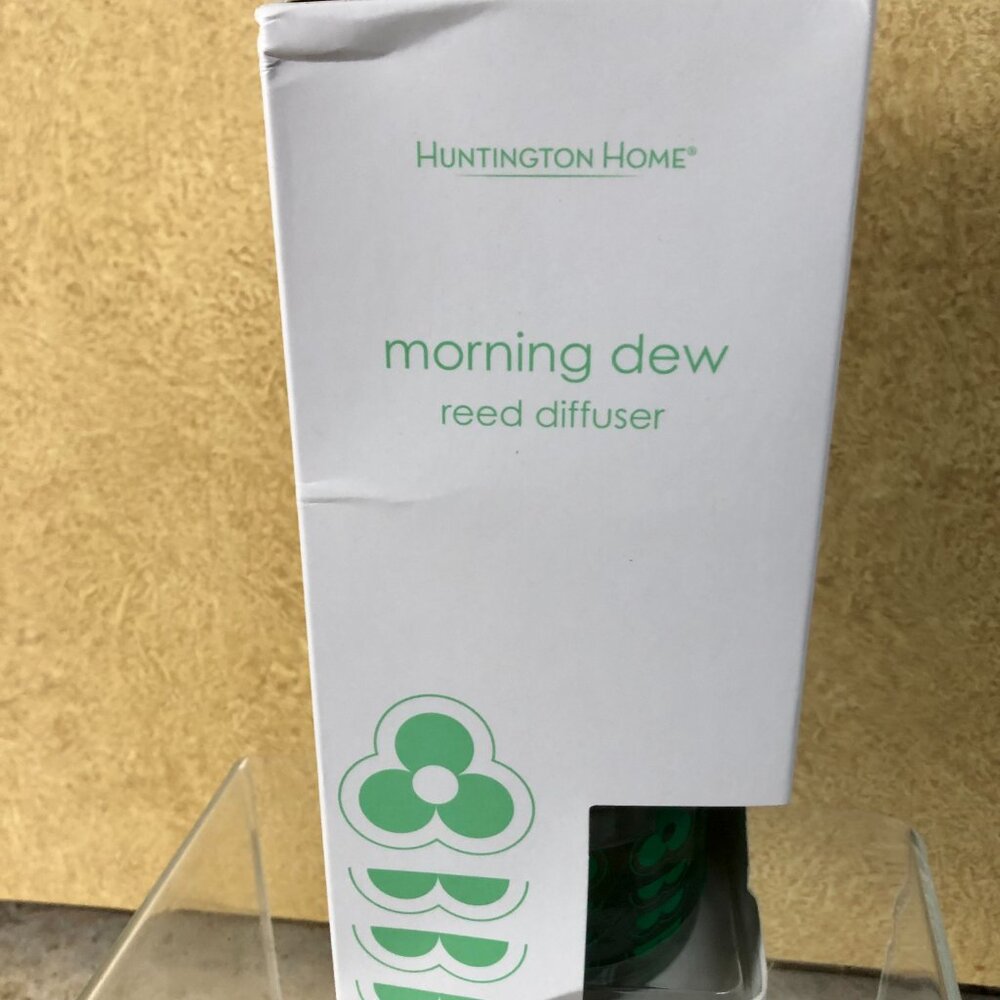 HUNTINGTON HOME®
morning dew
reed diffuser